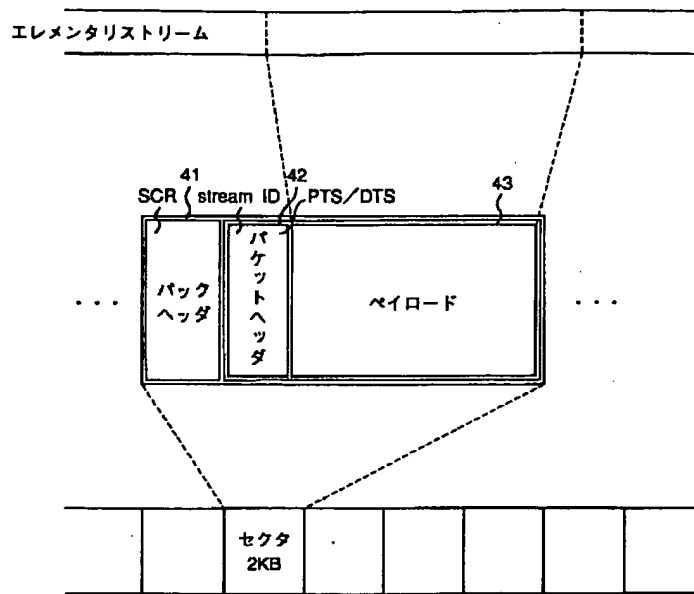 エレメンタリストリーム
41 42 43
SCR stream ID PTS/DTS
パック
ヘッダ
パケットヘッダ
ペイロード
・・・
・・・
セクタ
2KB